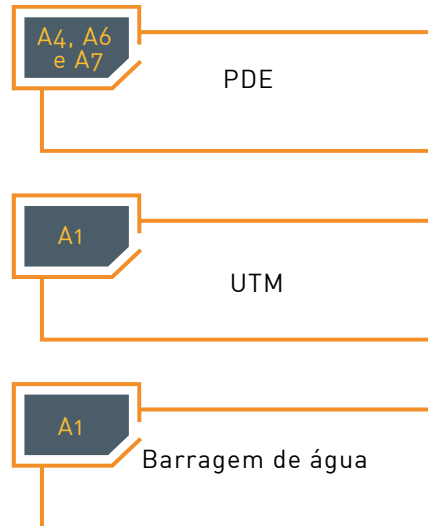 A4, A6
e A7
PDE
A1
UTM
A1
Barragem de água